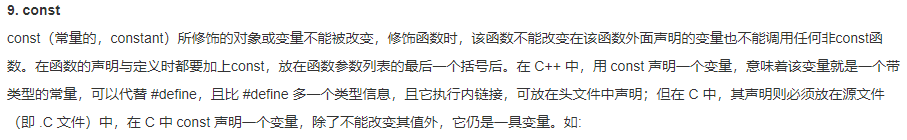 9. const
const（常量的，constant）所修饰的对象或变量不能被改变，修饰函数时，该函数不能改变在该函数外面声明的变量也不能调用任何非const函
数。在函数的声明与定义时都要加上const，放在函数参数列表的最后一个括号后。在 C++ 中，用 const 声明一个变量，意味着该变量就是一个带
类型的常量，可以代替 #define，且比 #define 多一个类型信息，且它执行内链接，可放在头文件中声明；但在 C 中，其声明则必须放在源文件
（即 .C 文件）中，在 C 中 const 声明一个变量，除了不能改变其值外，它仍是一具变量。如: